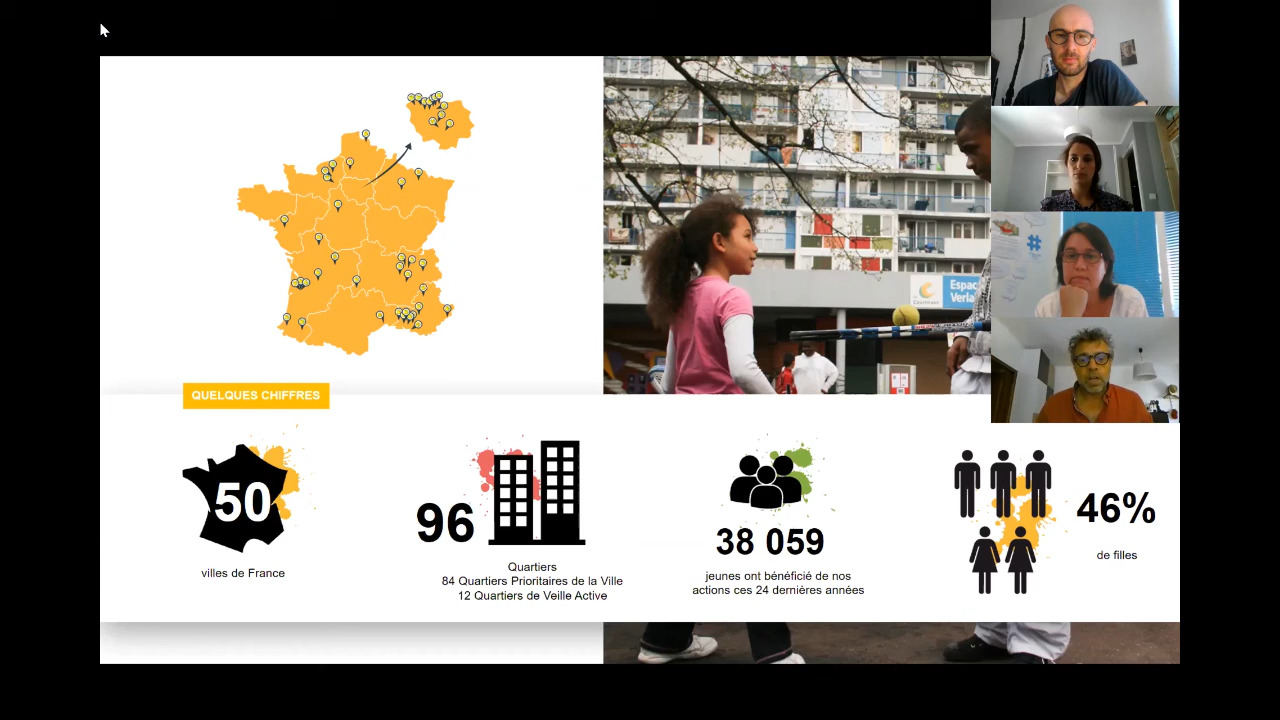 Espac
Verla
QUELQUES CHIFFRES
50
villes de France
96
Quartiers
84 Quartiers Prioritaires de la Ville
12 Quartiers de Veille Active
38 059
jeunes ont bénéficié de nos
actions ces 24 dernières années
46%
de filles